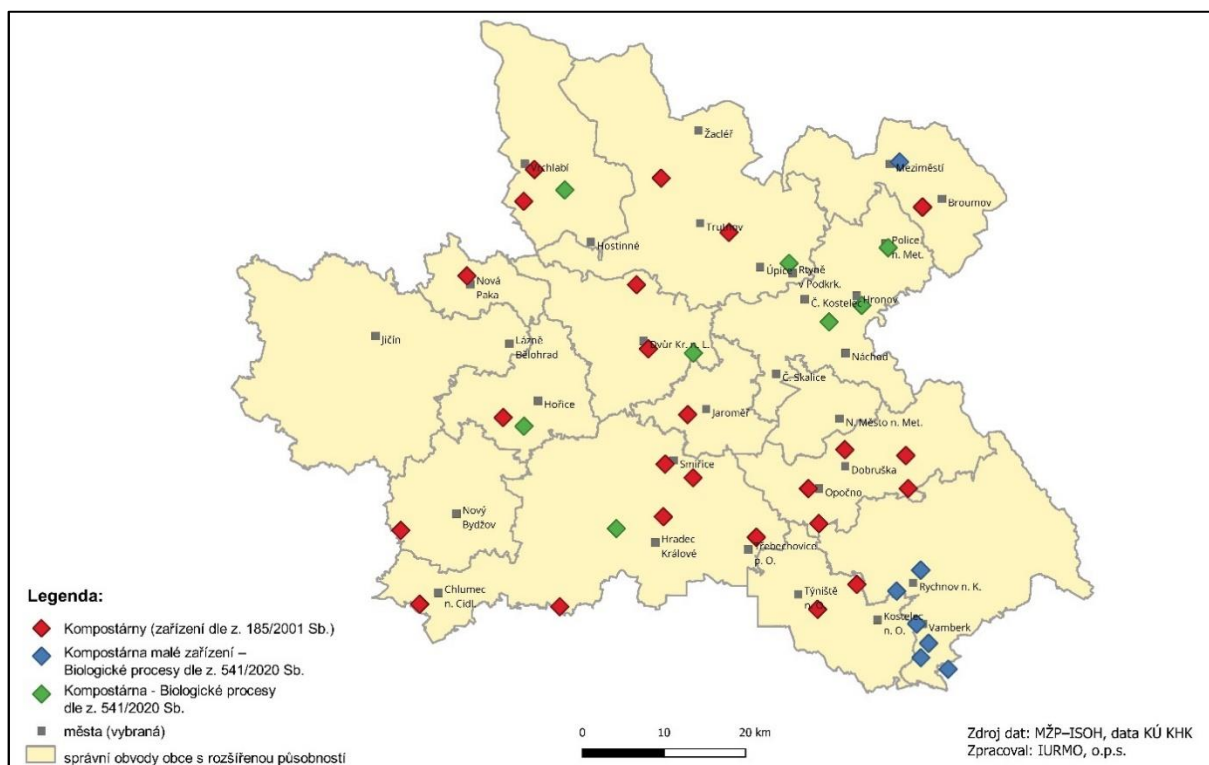 Žacléř
Vrchlabí
Meziměstí
Broumov
Trutnov
Hostinné
Police
n. Met.
Úpice
Rtyně
v Podkrk.
Nová
Paka
Č. Kostelec
Hronov
Jičín
Lázně
Bělohrad
Dvůr Kr. n. L.
Náchod
Č. Skalice
Hořice
Jaroměř
N. Město n. Met.
Smiřice
Dobruška
Opočno
Nový
Bydžov
Hradec
Králové
Třebechovice
p. O.
Chlumec
n. Cidl.
Týniště
n. O.
Rychnov n. K.
Kostelec
n. O.
Vamberk
Legenda:
Kompostárny (zařízení dle z. 185/2001 Sb.)
Kompostárna malé zařízení –
Biologické procesy dle z. 541/2020 Sb.
Kompostárna - Biologické procesy
dle z. 541/2020 Sb.
města (vybraná)
správní obvody obce s rozšířenou působností
0 10 20 km
Zdroj dat: MŽP–ISOH, data KÚ KHK
Zpracoval: IURMO, o.p.s.